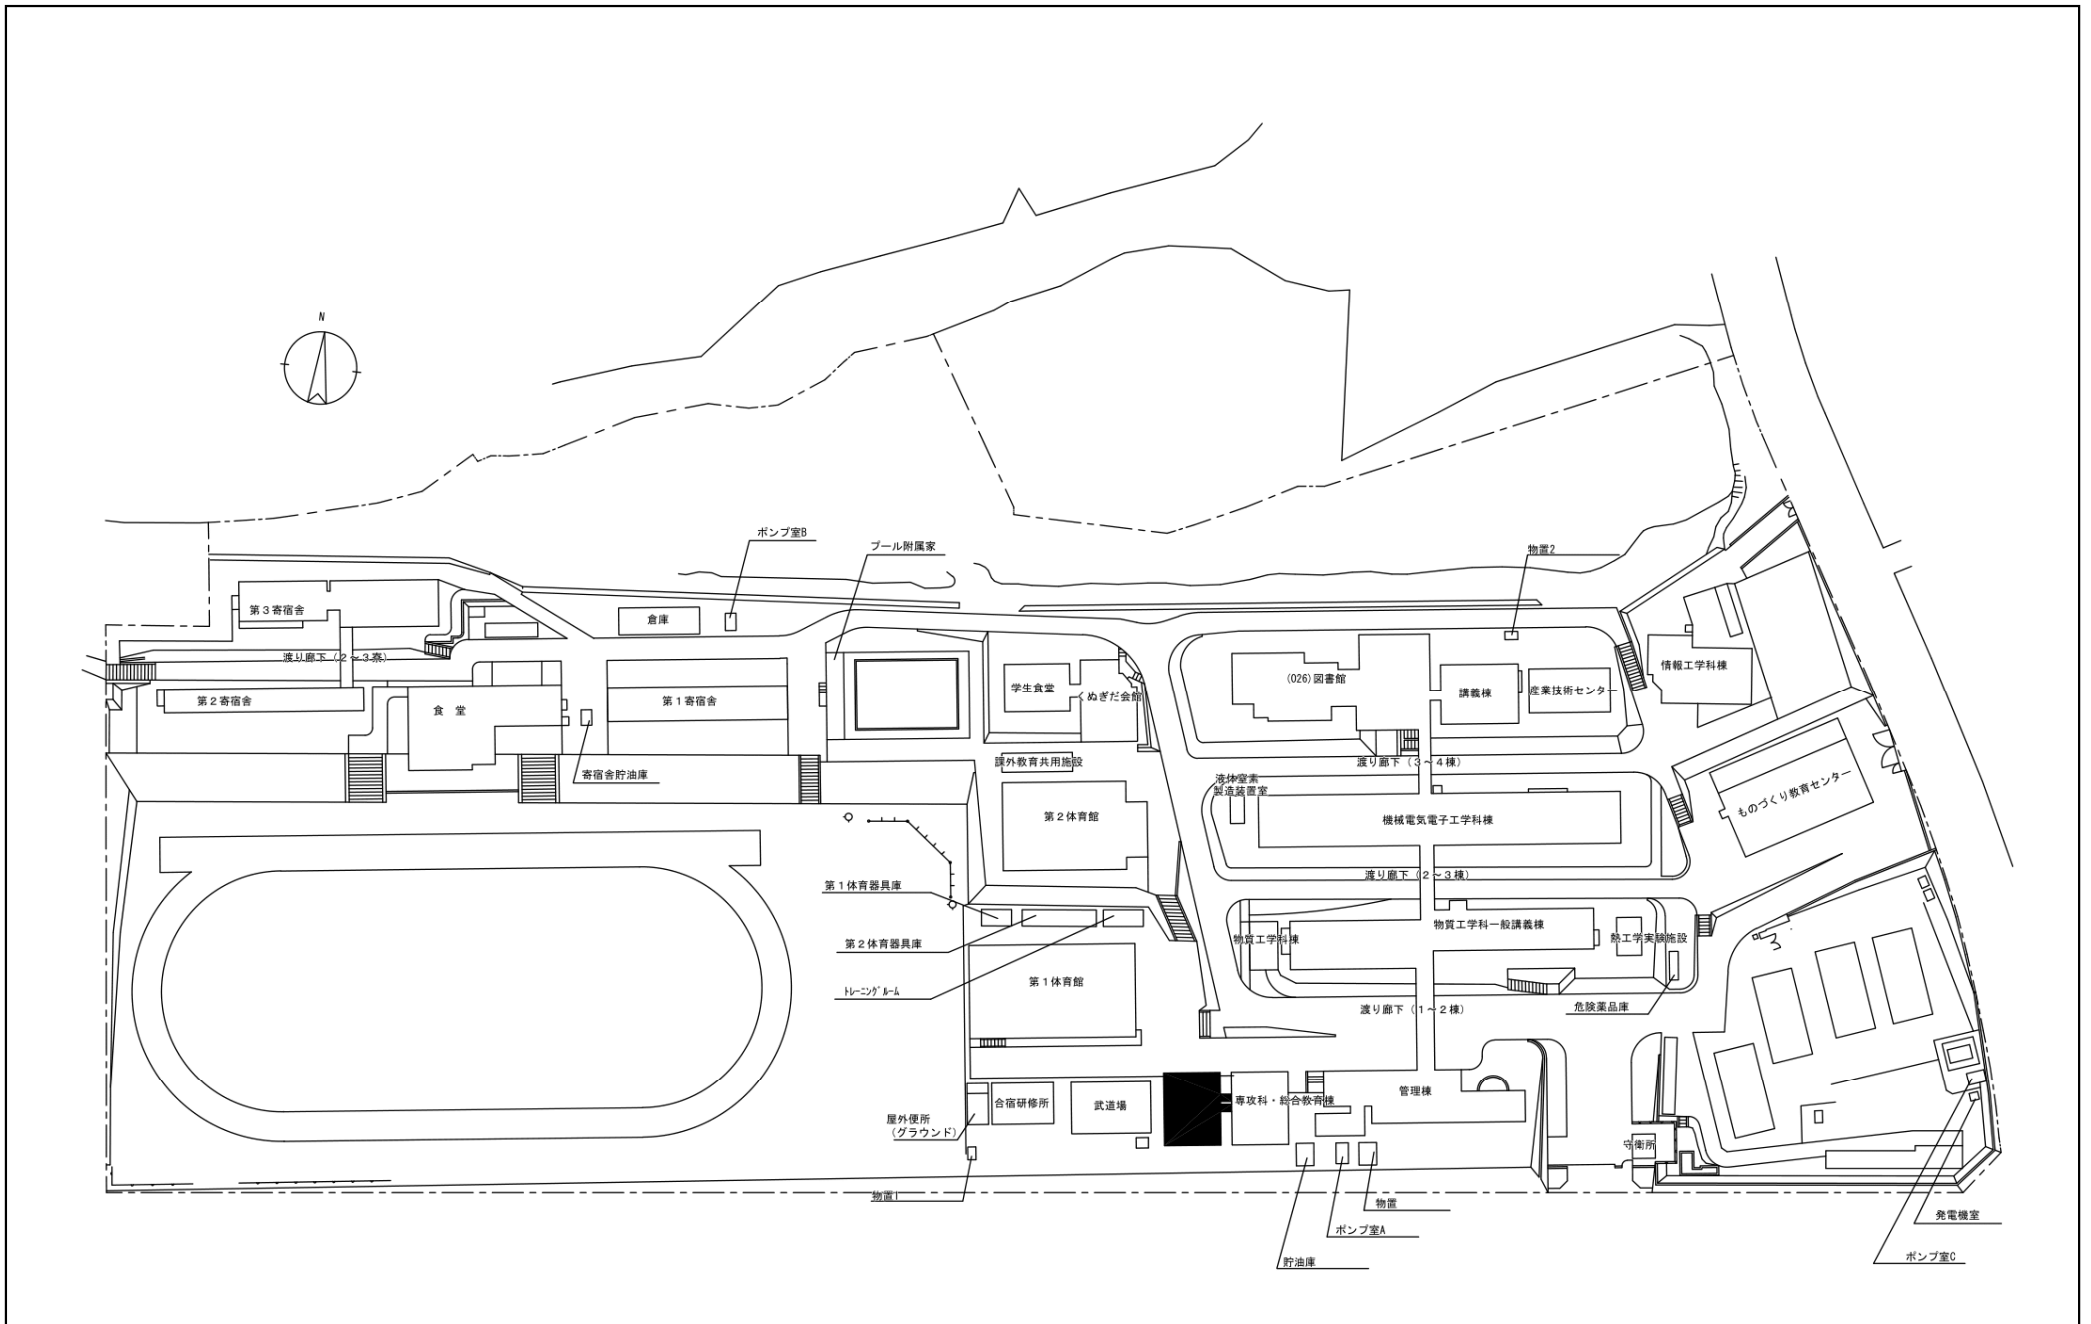 N
ポンプ室B
プール附属家
物置2
第３寄宿舎
倉庫
渡り廊下（２～３寮）
学生食堂
くぬぎだ会館
(026)図書館
講義棟
産業技術センター
情報工学科棟
第２寄宿舎
食　堂
第１寄宿舎
寄宿舎貯油庫
課外教育共用施設
渡り廊下（３～４棟）
液体窒素
製造装置室
ものづくり教育センター
第２体育館
機械電気電子工学科棟
渡り廊下（２～３棟）
第１体育器具庫
第２体育器具庫
ﾄﾚｰﾆﾝｸﾞﾙｰﾑ
物質工学科棟
物質工学科一般講義棟
熱工学実験施設
第１体育館
渡り廊下（１～２棟）
危険薬品庫
屋外便所
（グラウンド）
合宿研修所
武道場
専攻科・総合教育棟
管理棟
守衛所
物置1
物置
ポンプ室A
貯油庫
発電機室
ポンプ室C